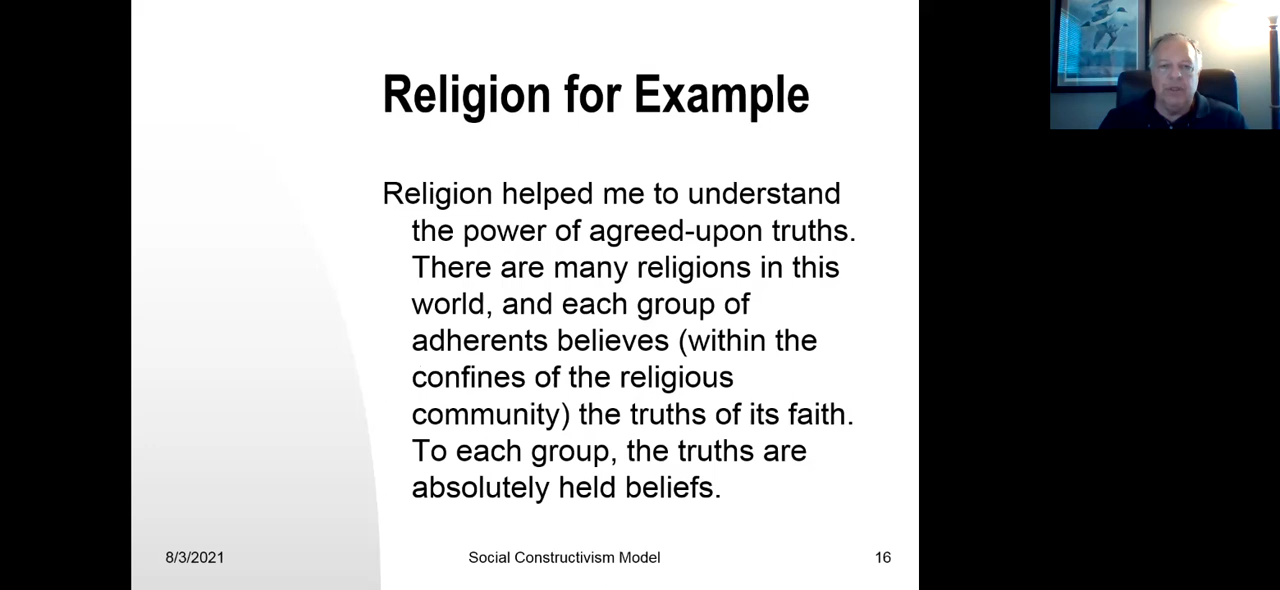 Religion for Example
Religion helped me to understand
the power of agreed-upon truths.
There are many religions in this
world, and each group of
adherents believes (within the
confines of the religious
community) the truths of its faith.
To each group, the truths are
absolutely held beliefs.
8/3/2021
Social Constructivism Model
16